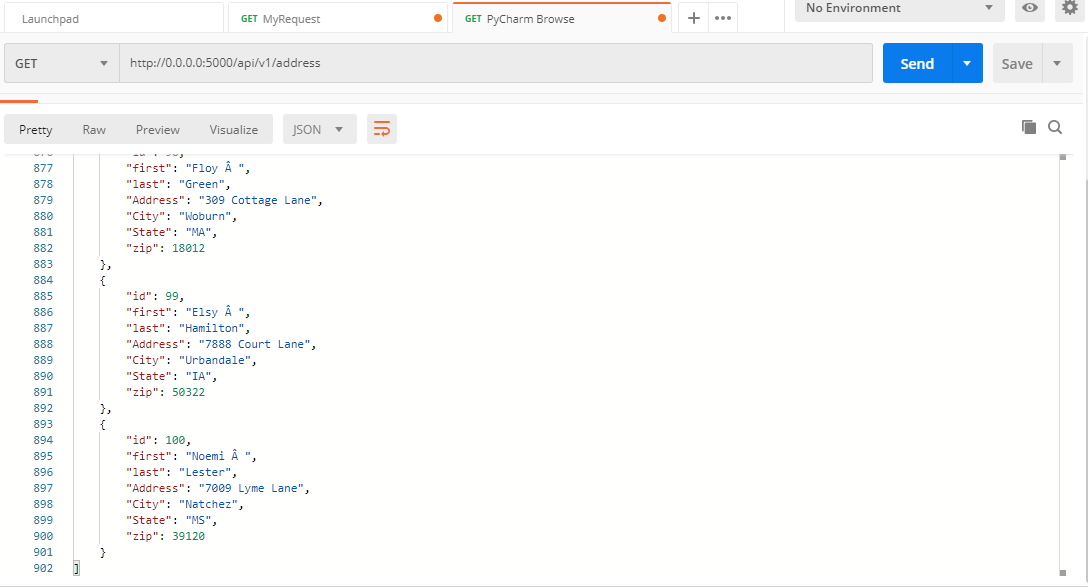 Launchpad
GET MyRequest
GET PyCharm Browse
No Environment
GET
http://0.0.0.0:5000/api/v1/address
Send
Save
Pretty
Raw
Preview
Visualize
JSON
877 "first": "Floy Â ",
878 "last": "Green",
879 "Address": "309 Cottage Lane",
880 "City": "Woburn",
881 "State": "MA",
882 "zip": 18012
883 },
884 {
885 "id": 99,
886 "first": "Elsy Â ",
887 "last": "Hamilton",
888 "Address": "7888 Court Lane",
889 "City": "Urbandale",
890 "State": "IA",
891 "zip": 50322
892 },
893 {
894 "id": 100,
895 "first": "Noemi Â ",
896 "last": "Lester",
897 "Address": "7009 Lyme Lane",
898 "City": "Natchez",
899 "State": "MS",
900 "zip": 39120
901 }
902 ]